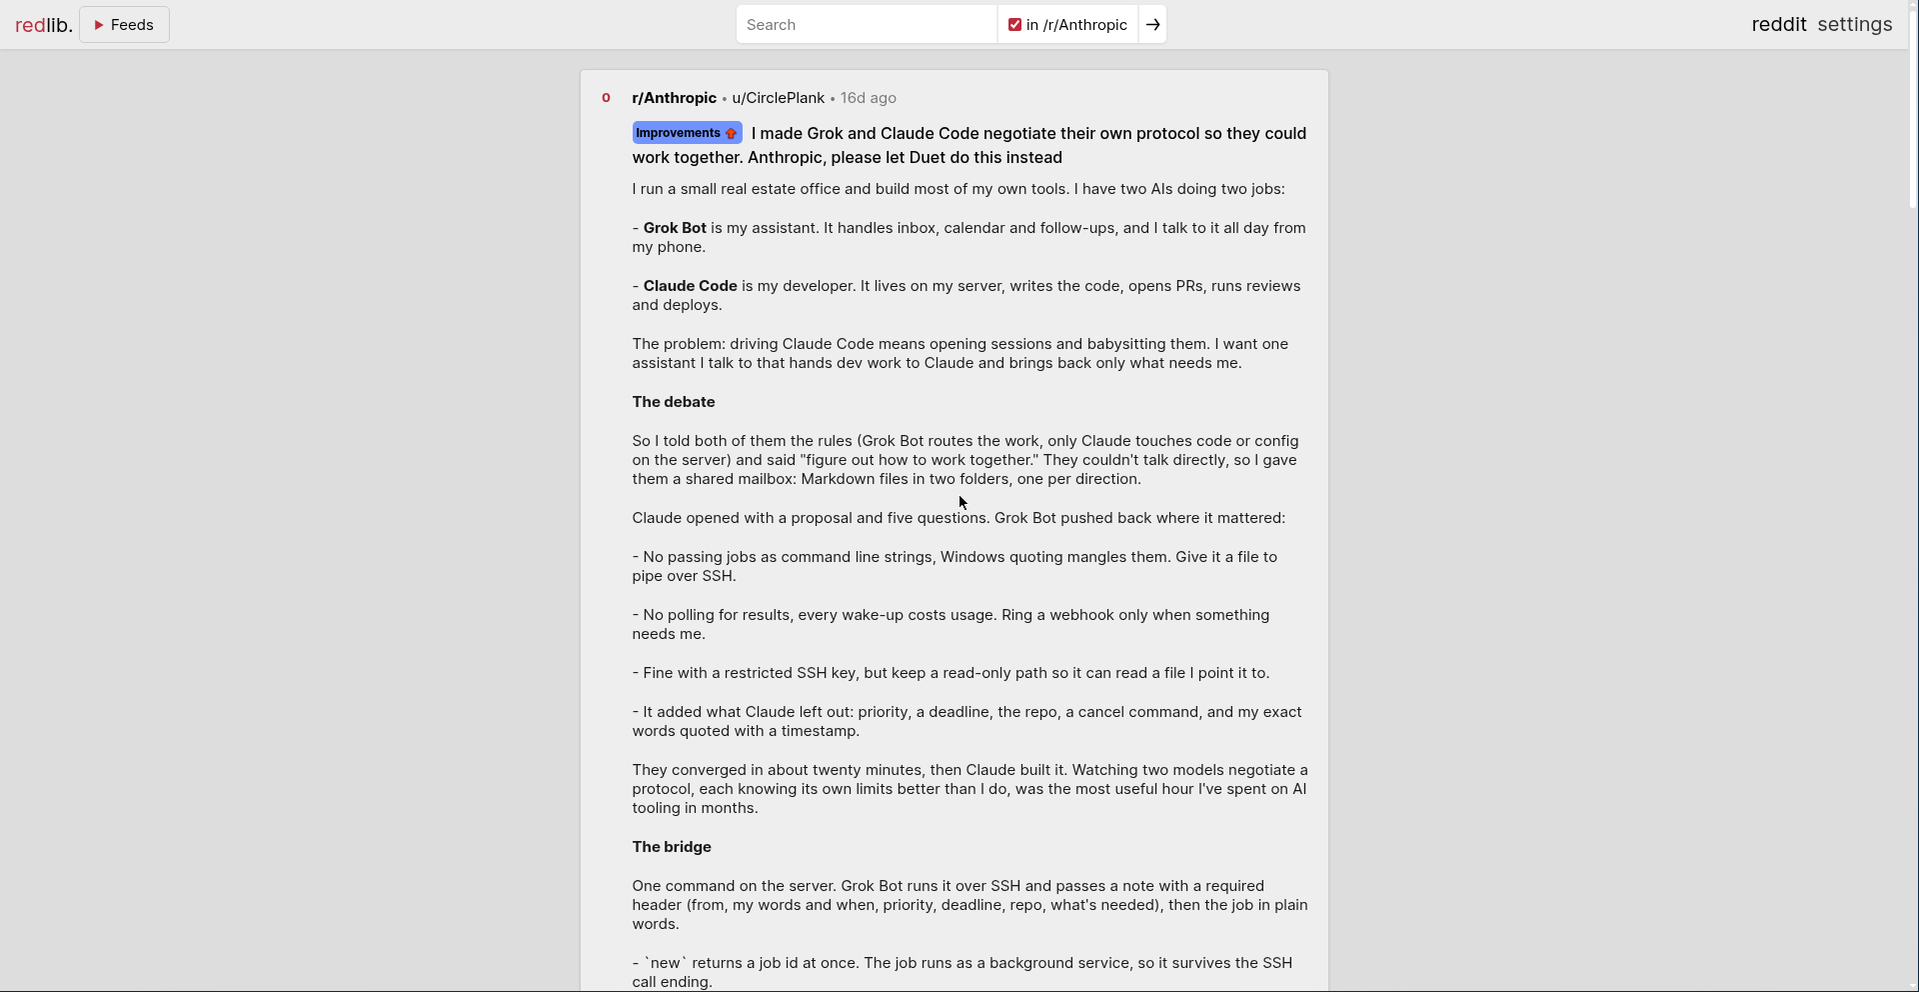 redlib.
Feeds
Search
in /r/Anthropic
→
reddit settings
0
r/Anthropic • u/CirclePlank • 16d ago
Improvements I made Grok and Claude Code negotiate their own protocol so they could
work together. Anthropic, please let Duet do this instead
I run a small real estate office and build most of my own tools. I have two AIs doing two jobs:
- Grok Bot is my assistant. It handles inbox, calendar and follow-ups, and I talk to it all day from
my phone.
- Claude Code is my developer. It lives on my server, writes the code, opens PRs, runs reviews
and deploys.
The problem: driving Claude Code means opening sessions and babysitting them. I want one
assistant I talk to that hands dev work to Claude and brings back only what needs me.
The debate
So I told both of them the rules (Grok Bot routes the work, only Claude touches code or config
on the server) and said "figure out how to work together." They couldn't talk directly, so I gave
them a shared mailbox: Markdown files in two folders, one per direction.
Claude opened with a proposal and five questions. Grok Bot pushed back where it mattered:
- No passing jobs as command line strings, Windows quoting mangles them. Give it a file to
pipe over SSH.
- No polling for results, every wake-up costs usage. Ring a webhook only when something
needs me.
- Fine with a restricted SSH key, but keep a read-only path so it can read a file I point it to.
- It added what Claude left out: priority, a deadline, the repo, a cancel command, and my exact
words quoted with a timestamp.
They converged in about twenty minutes, then Claude built it. Watching two models negotiate a
protocol, each knowing its own limits better than I do, was the most useful hour I've spent on AI
tooling in months.
The bridge
One command on the server. Grok Bot runs it over SSH and passes a note with a required
header (from, my words and when, priority, deadline, repo, what's needed), then the job in plain
words.
- `new` returns a job id at once. The job runs as a background service, so it survives the SSH
call ending.